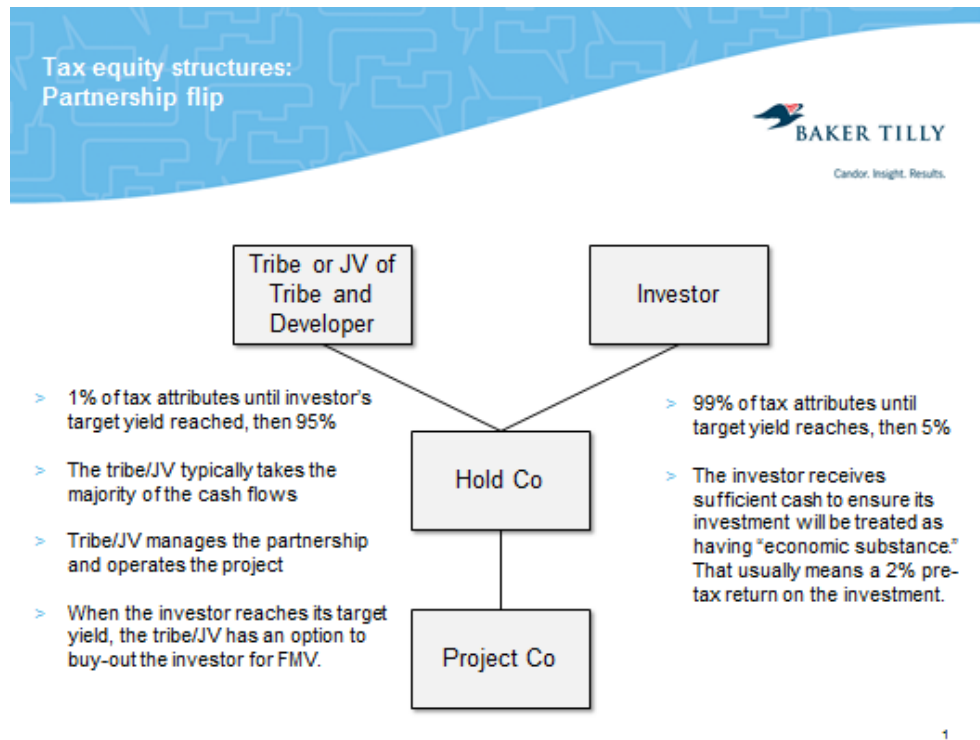 Tax equity structures:
Partnership flip
BAKER TILLY
Candor. Insight. Results.
Tribe or JV of
Tribe and
Developer
Investor
> 1% of tax attributes until investor's
target yield reached, then 95%
> The tribe/JV typically takes the
majority of the cash flows
> Tribe/JV manages the partnership
and operates the project
> When the investor reaches its target
yield, the tribe/JV has an option to
buy-out the investor for FMV.
Hold Co
Project Co
> 99% of tax attributes until
target yield reaches, then 5%
> The investor receives
sufficient cash to ensure its
investment will be treated as
having “economic substance.”
That usually means a 2% pre-
tax return on the investment.
1